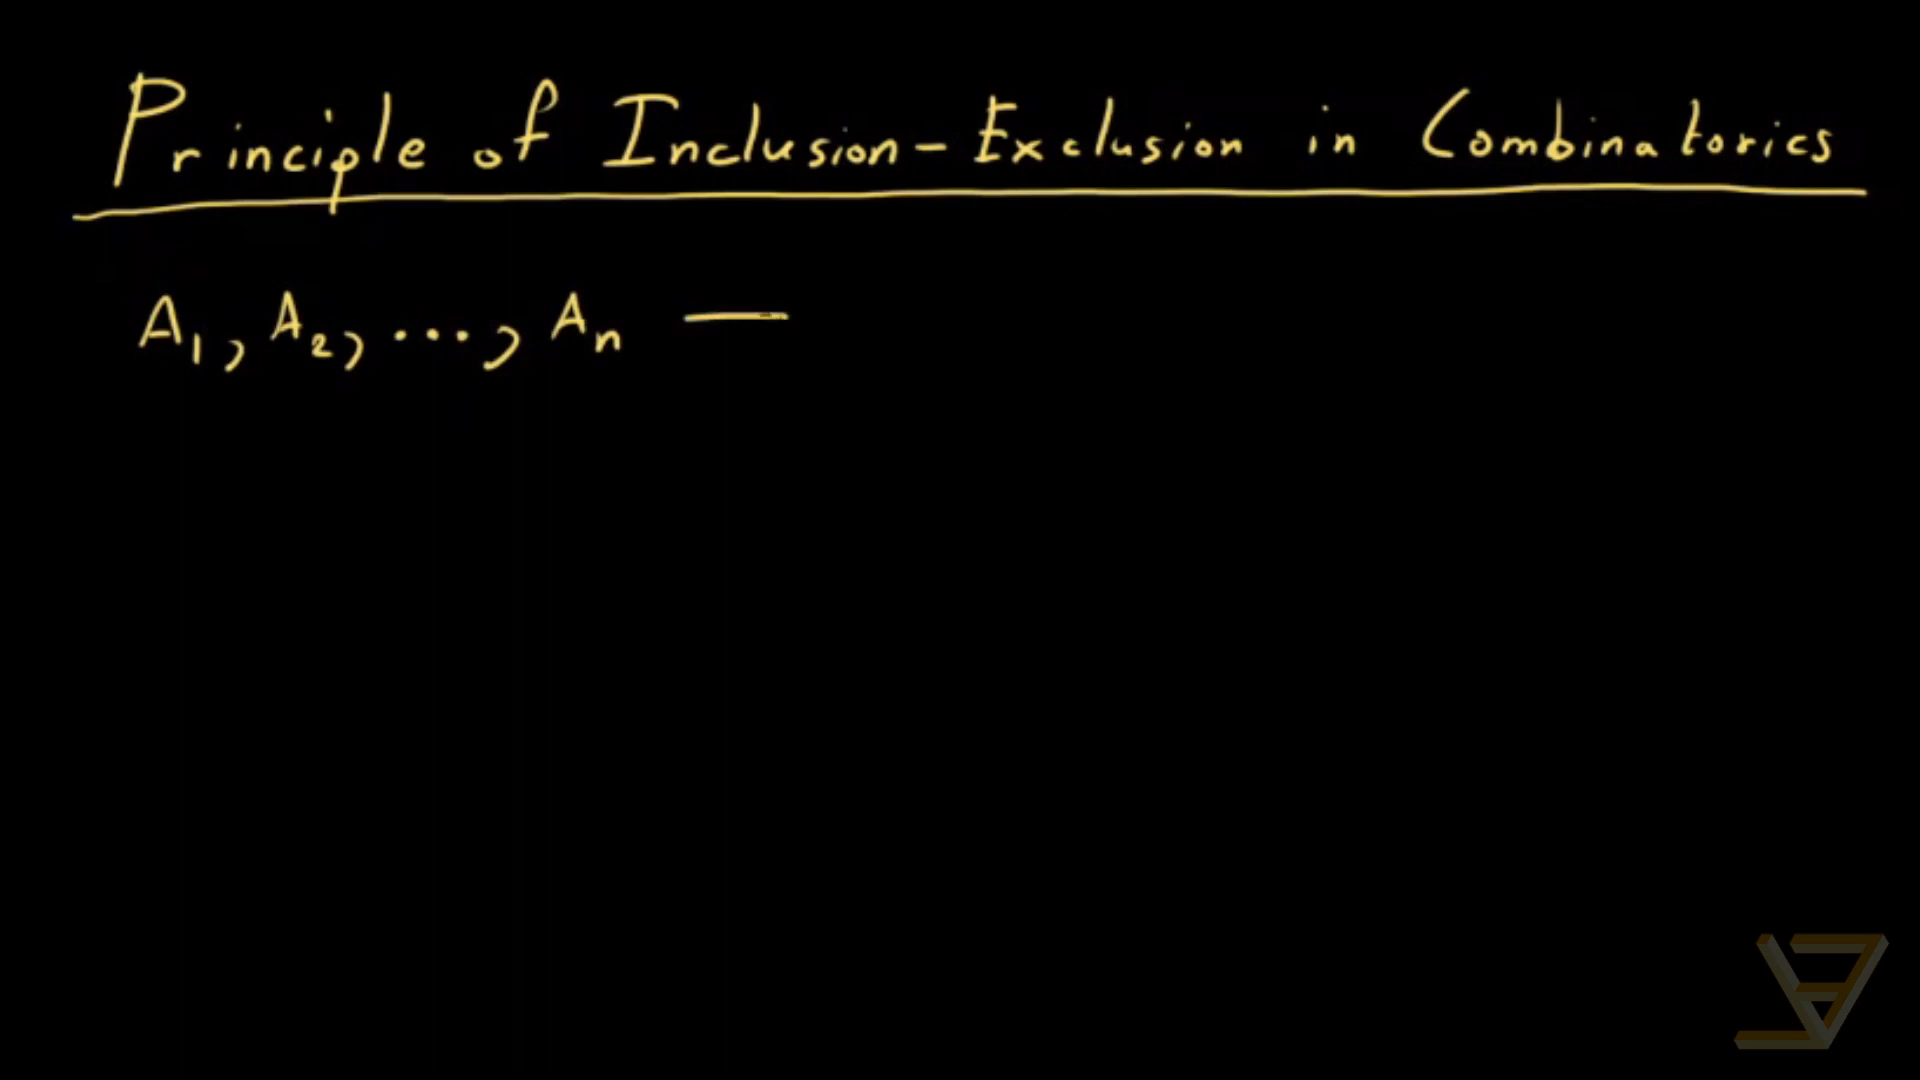 Principle of Inclusion-Exclusion in Combinatorics
A₁, A₂, ..., Aₙ —